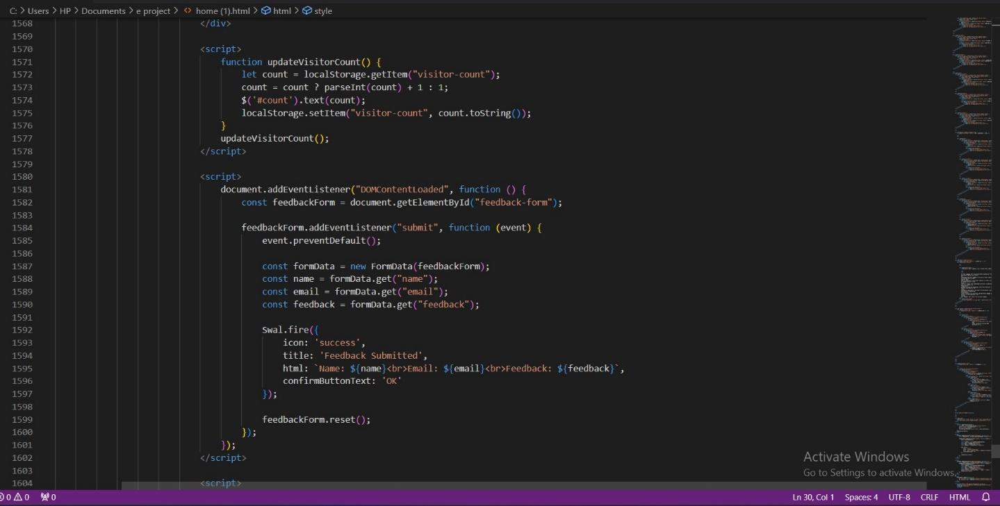 C: > Users > HP > Documents > e project > <> home (1).html > html > style
1568 </div>
1569
1570 <script>
1571 function updateVisitorCount() {
1572 let count = localStorage.getItem("visitor-count");
1573 count = count ? parseInt(count) + 1 : 1;
1574 $('#count').text(count);
1575 localStorage.setItem("visitor-count", count.toString());
1576 }
1577 updateVisitorCount();
1578 </script>
1579
1580 <script>
1581 document.addEventListener("DOMContentLoaded", function () {
1582 const feedbackForm = document.getElementById("feedback-form");
1583
1584 feedbackForm.addEventListener("submit", function (event) {
1585 event.preventDefault();
1586
1587 const formData = new FormData(feedbackForm);
1588 const name = formData.get("name");
1589 const email = formData.get("email");
1590 const feedback = formData.get("feedback");
1591
1592 Swal.fire({
1593 icon: 'success',
1594 title: 'Feedback Submitted',
1595 html: `Name: ${name}<br>Email: ${email}<br>Feedback: ${feedback}`,
1596 confirmButtonText: 'OK'
1597 });
1598
1599 feedbackForm.reset();
1600 });
1601 });
1602 </script>
1603
1604 <script>
Activate Windows
Go to Settings to activate Windows.
0 0 0 Ln 30, Col 1 Spaces: 4 UTF-8 CRLF HTML